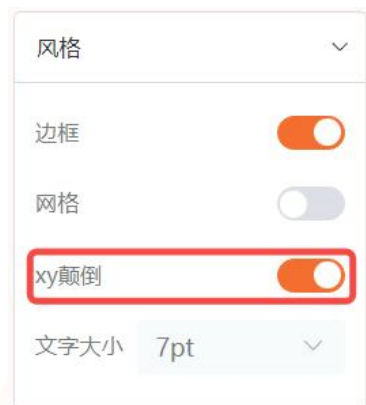 风格
边框
网格
xy颠倒
文字大小 7pt